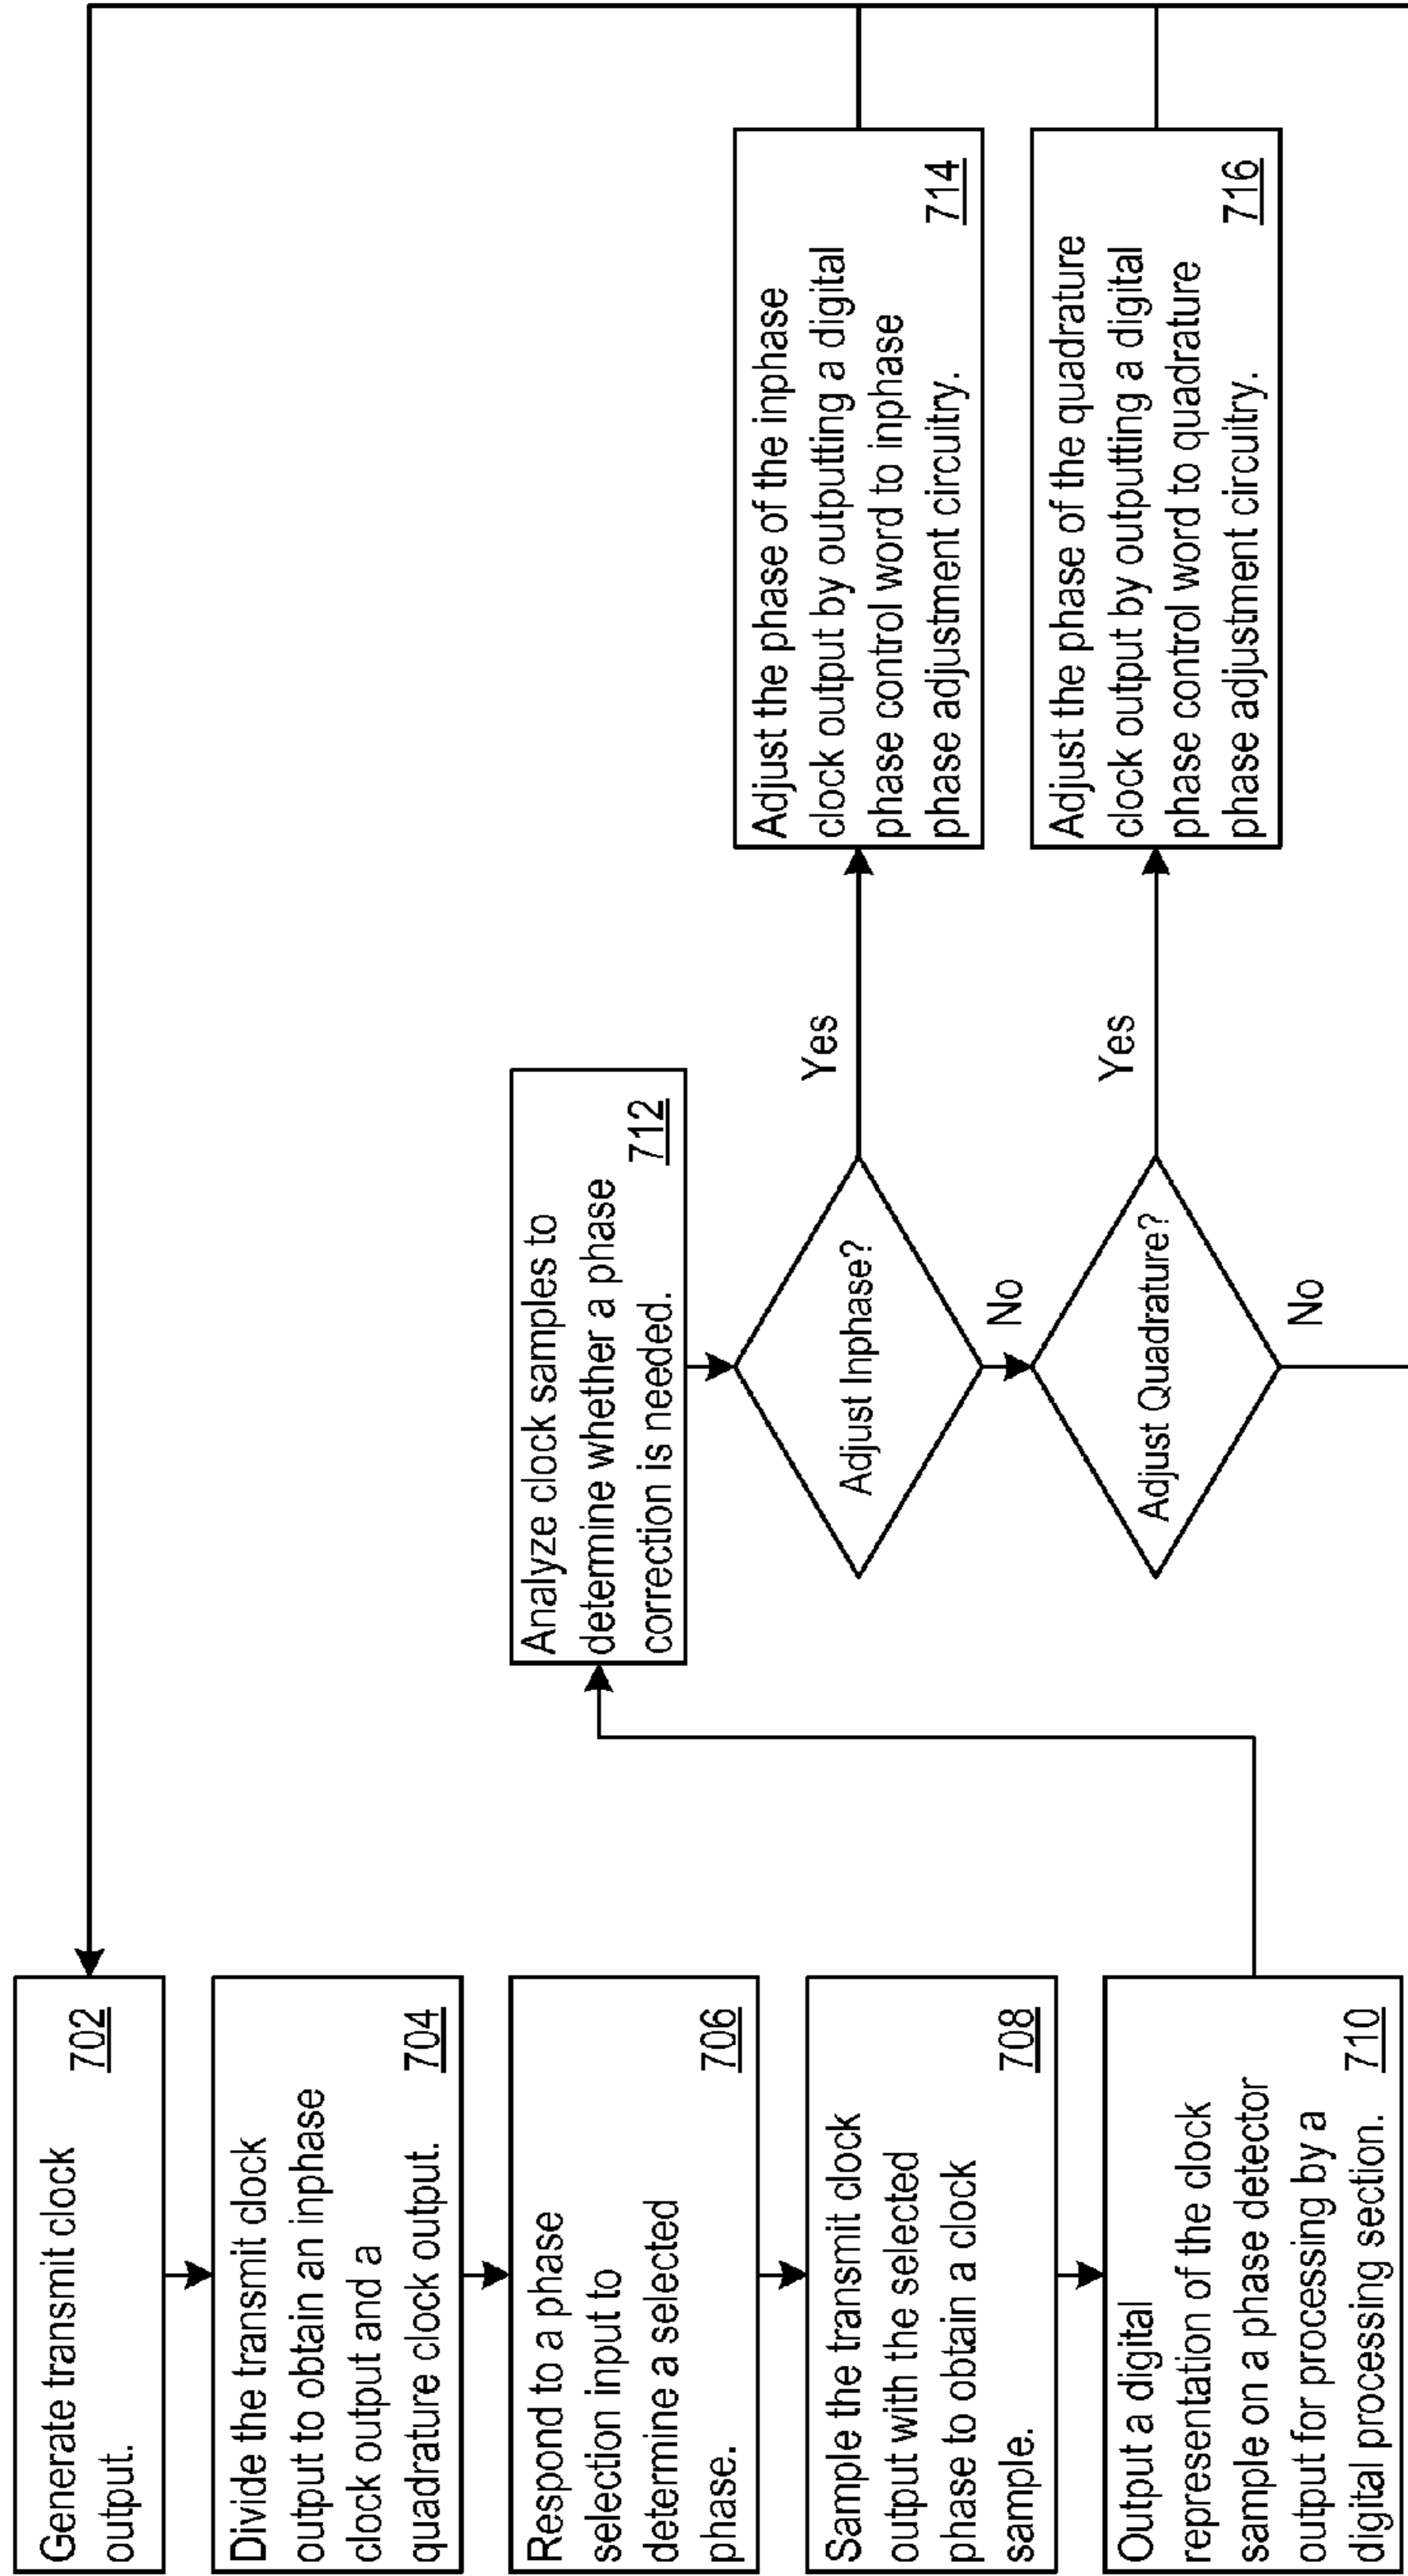 Generate transmit clock
output. 702
Divide the transmit clock
output to obtain an inphase
clock output and a
quadrature clock output. 704
Respond to a phase
selection input to
determine a selected
phase. 706
Sample the transmit clock
output with the selected
phase to obtain a clock
sample. 708
Output a digital
representation of the clock
sample on a phase detector
output for processing by a
digital processing section. 710
Analyze clock samples to
determine whether a phase
correction is needed. 712
Adjust Inphase?
Yes
No
Adjust the phase of the inphase
clock output by outputting a digital
phase control word to inphase
phase adjustment circuitry. 714
Adjust Quadrature?
Yes
No
Adjust the phase of the quadrature
clock output by outputting a digital
phase control word to quadrature
phase adjustment circuitry. 716